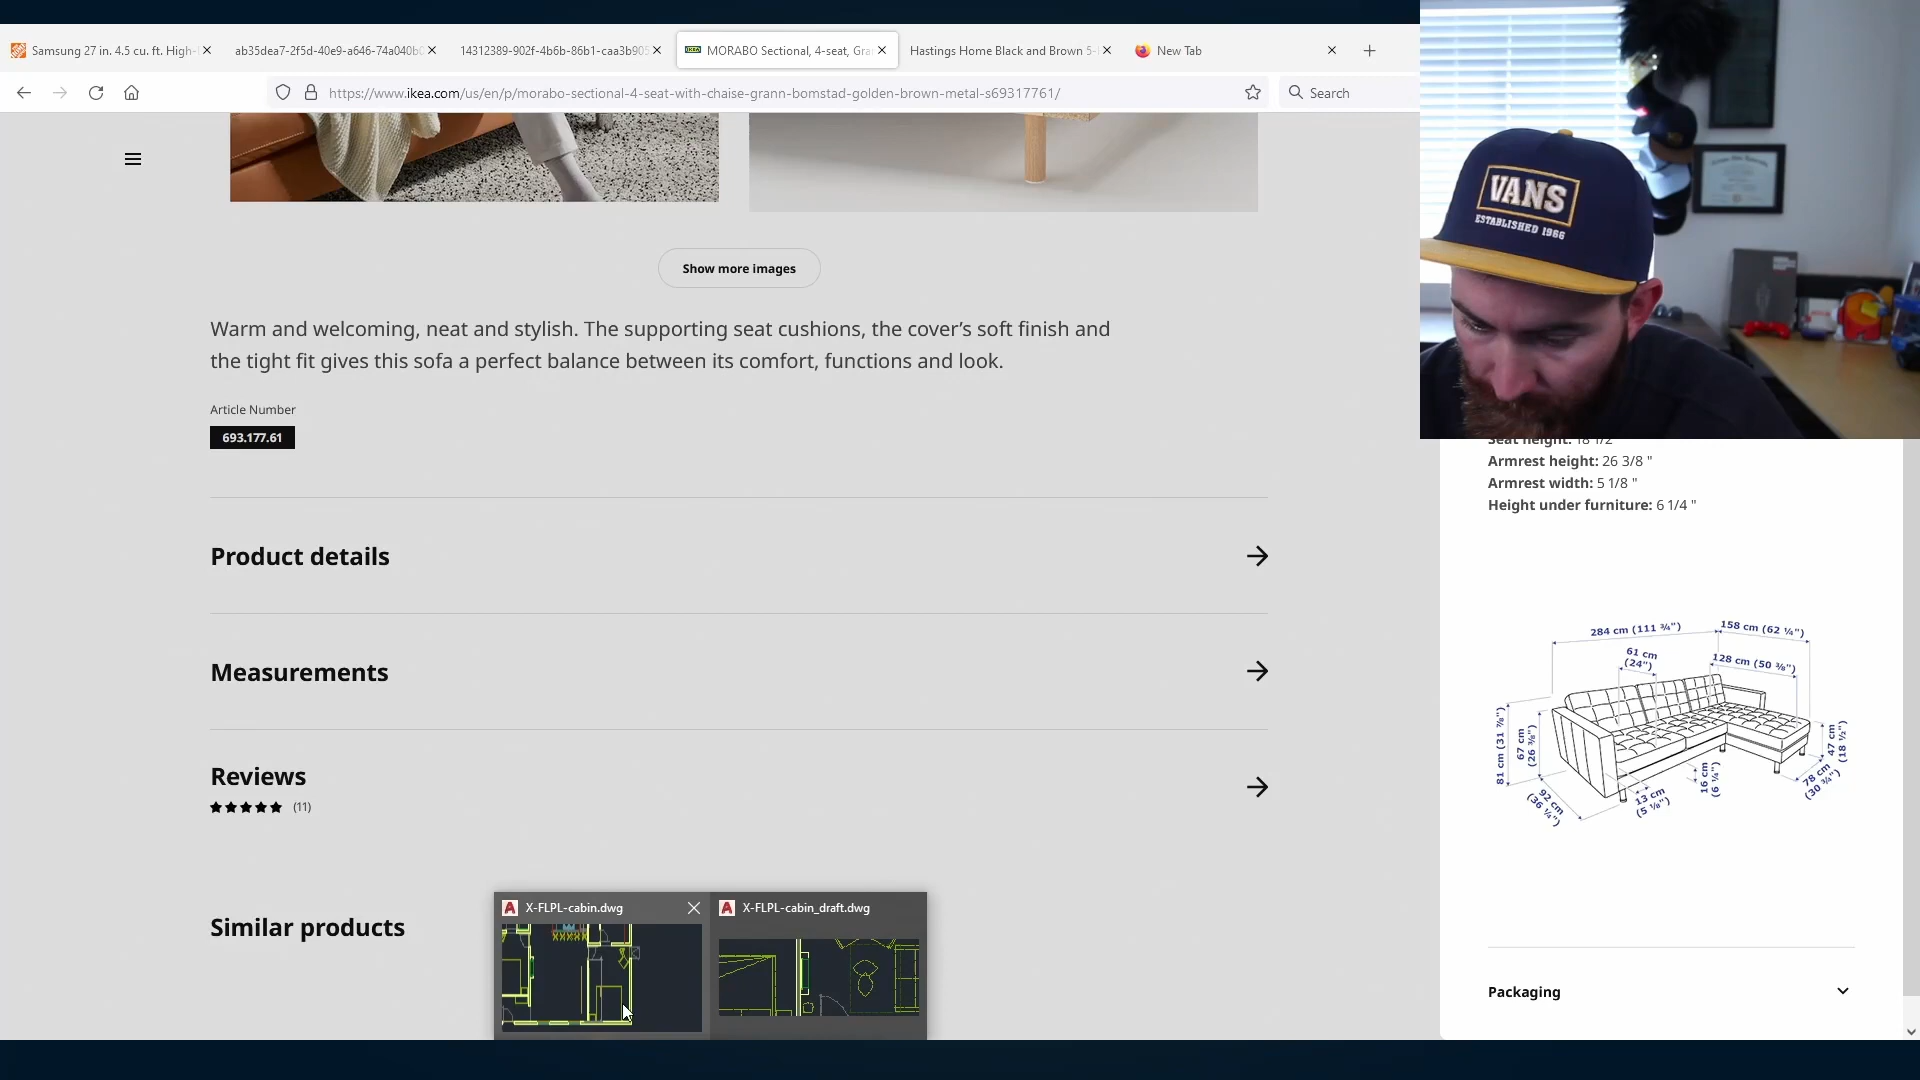 Samsung 27 in. 4.5 cu. ft. High-
ab35dea7-2f5d-40e9-a646-74a040b
14312389-902f-4b6b-86b1-caa3b905
MORABO Sectional, 4-seat, Gra
Hastings Home Black and Brown 5-
New Tab
https://www.ikea.com/us/en/p/morabo-sectional-4-seat-with-chaise-grann-bomstad-golden-brown-metal-s69317761/
Search
VANS
ESTABLISHED 1966
Show more images
Warm and welcoming, neat and stylish. The supporting seat cushions, the cover's soft finish and
the tight fit gives this sofa a perfect balance between its comfort, functions and look.
Article Number
693.177.61
Product details
Measurements
Reviews
(11)
Similar products
X-FLPL-cabin.dwg
X-FLPL-cabin_draft.dwg
Seat height: 18 1/2 "
Armrest height: 26 3/8 "
Armrest width: 5 1/8 "
Height under furniture: 6 1/4 "
284 cm (111 ¾")
158 cm (62 ¼")
61 cm
(24")
128 cm (50 ⅜")
81 cm (31 ⅞")
67 cm
(26 ⅜")
47 cm
(18 ½")
92 cm
(36 ¼")
13 cm
(5 ⅛")
16 cm
(6 ¼")
78 cm
(30 ¾")
Packaging